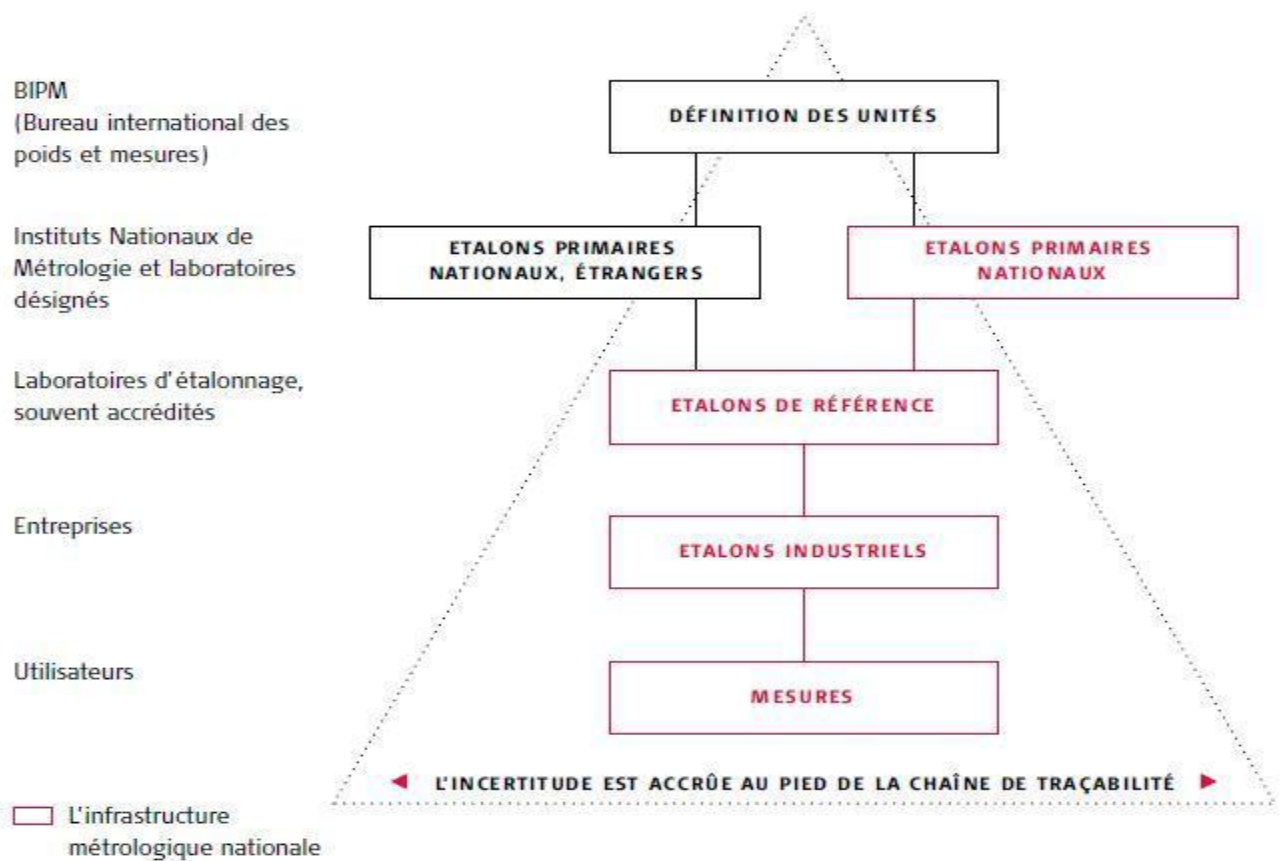 BIPM
(Bureau international des
poids et mesures)
DÉFINITION DES UNITÉS
Instituts Nationaux de
Métrologie et laboratoires
désignés
ETALONS PRIMAIRES
NATIONAUX, ÉTRANGERS
ETALONS PRIMAIRES
NATIONAUX
Laboratoires d'étalonnage,
souvent accrédités
ETALONS DE RÉFÉRENCE
Entreprises
ETALONS INDUSTRIELS
Utilisateurs
MESURES
L'INCERTITUDE EST ACCRÛE AU PIED DE LA CHAÎNE DE TRAÇABILITÉ
L'infrastructure
métrologique nationale